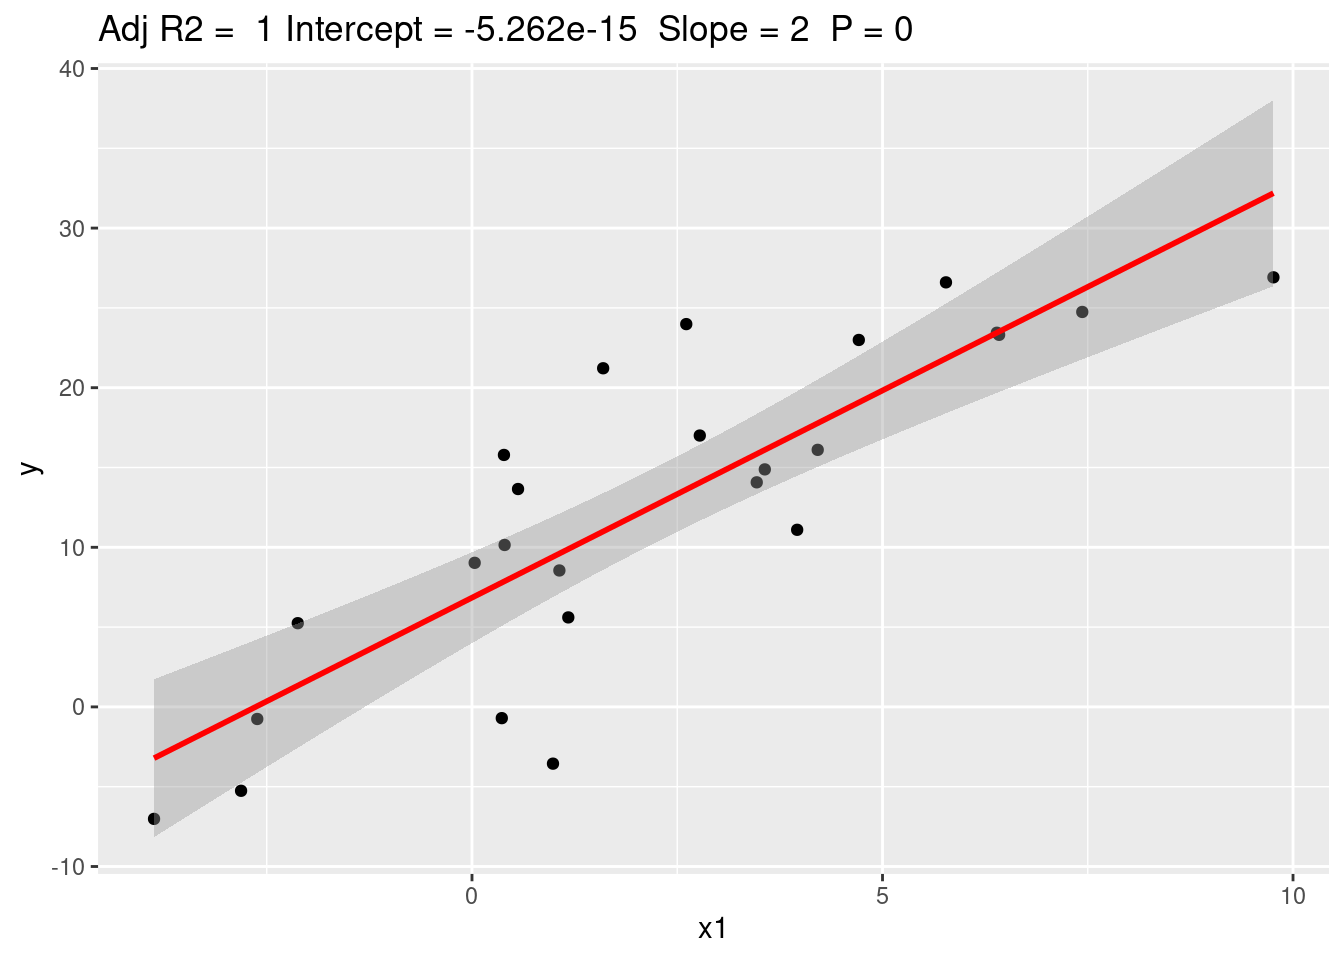 Adj R2 =  1 Intercept = -5.262e-15  Slope = 2  P = 0
40
30
20
10
0
-10
y
0 5 10
x1